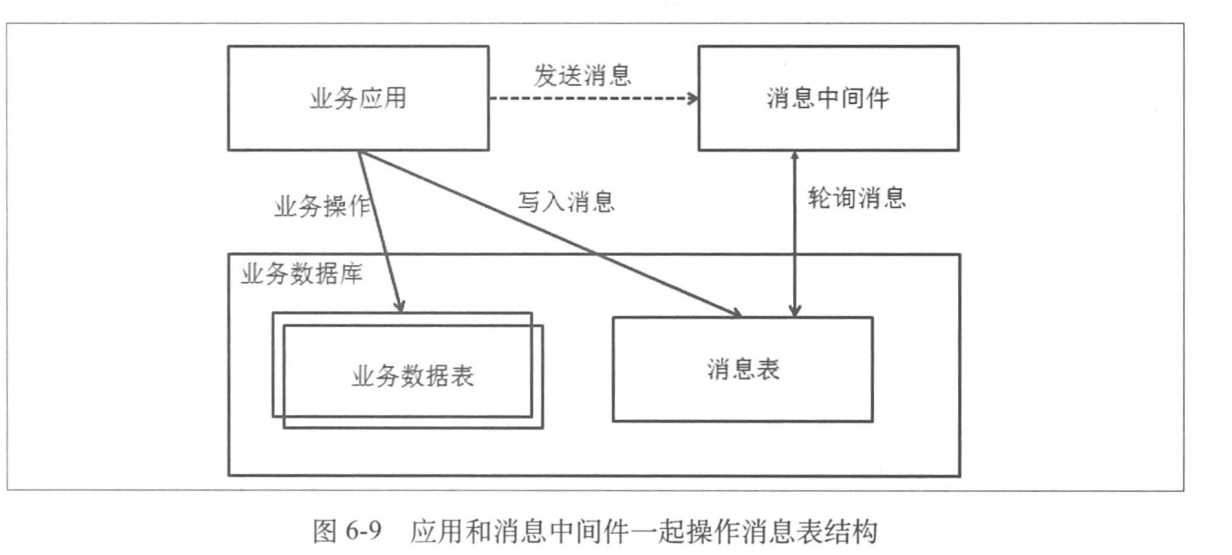 业务应用
发送消息
消息中间件
业务操作
写入消息
轮询消息
业务数据库
业务数据表
消息表
图 6-9 应用和消息中间件一起操作消息表结构